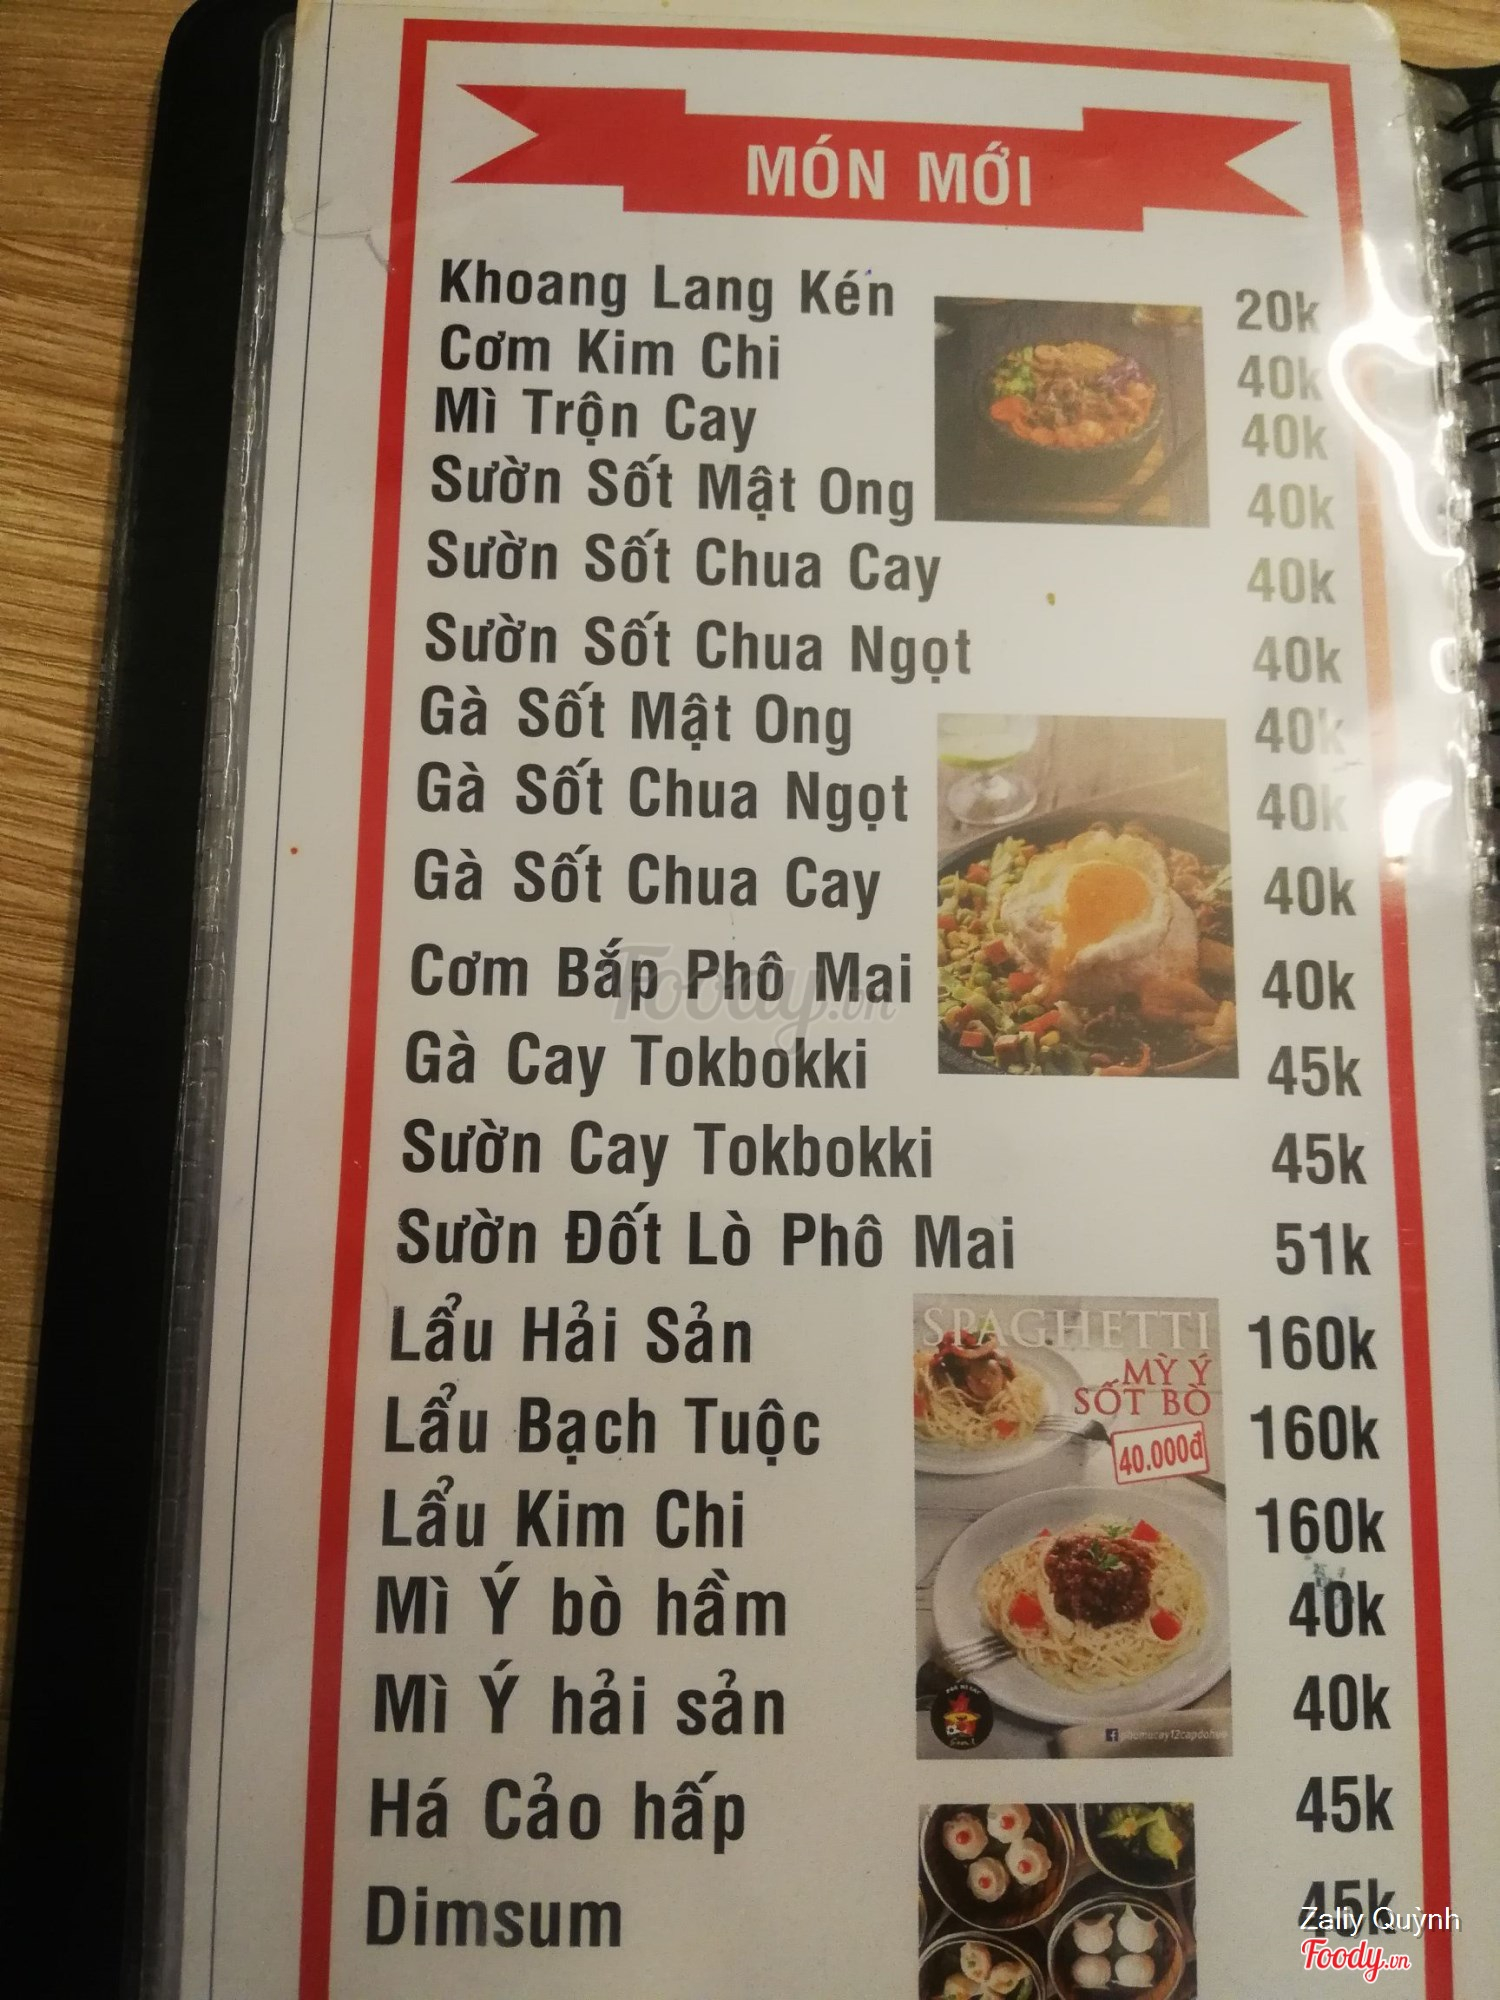 MÓN MỚI
Khoang Lang Kén 20k
Cơm Kim Chi 40k
Mì Trộn Cay 40k
Sườn Sốt Mật Ong 40k
Sườn Sốt Chua Cay 40k
Sườn Sốt Chua Ngọt 40k
Gà Sốt Mật Ong 40k
Gà Sốt Chua Ngọt 40k
Gà Sốt Chua Cay 40k
Cơm Bắp Phô Mai 40k
Foody.vn
Gà Cay Tokbokki 45k
Sườn Cay Tokbokki 45k
Sườn Đốt Lò Phô Mai 51k
Lẩu Hải Sản 160k
Lẩu Bạch Tuộc 160k
Lẩu Kim Chi 160k
Mì Ý bò hầm 40k
Mì Ý hải sản 40k
Há Cảo hấp 45k
Dimsum 45k
SPAGHETTI
MỲ Ý
SỐT BÒ
40.000đ
Zaliy Quỳnh
Foody.vn